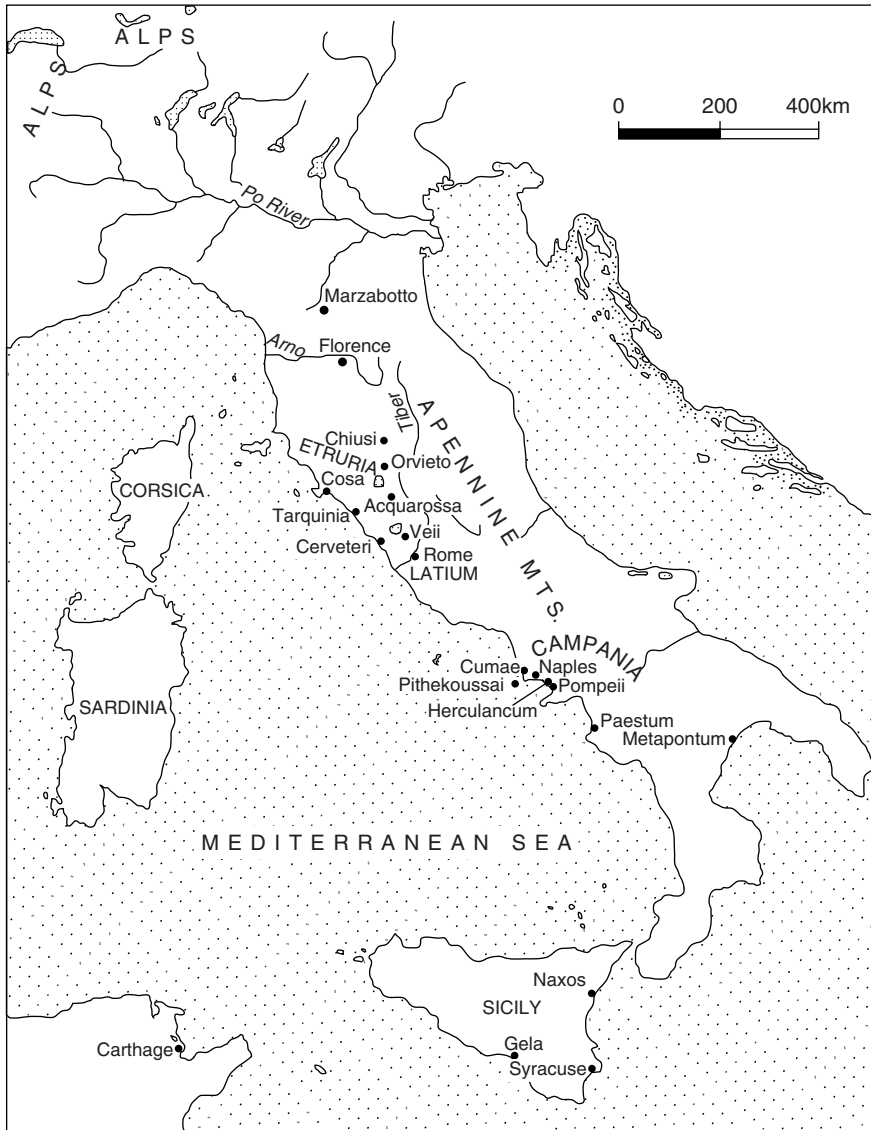 ALPS
ALPS
0 200 400km
Po River
Marzabotto
Arno
Florence
Tiber
APENNINE MTS.
Chiusi
ETRURIA
Orvieto
Cosa
CORSICA
Acquarossa
Tarquinia
Veii
Cerveteri
Rome
LATIUM
CAMPANIA
Cumae
Naples
Pithekoussai
Pompeii
Herculancum
SARDINIA
Paestum
Metapontum
MEDITERRANEAN SEA
Naxos
SICILY
Gela
Carthage
Syracuse